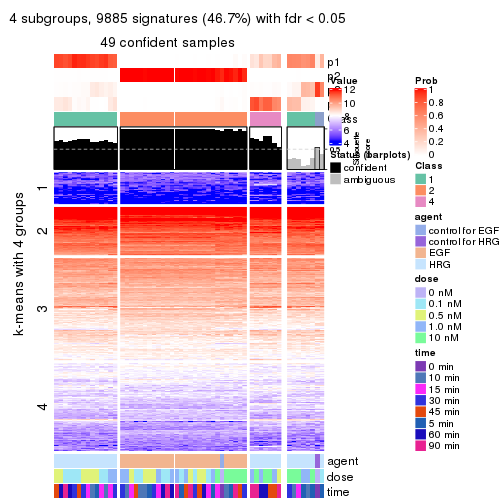 4 subgroups, 9885 signatures (46.7%) with fdr < 0.05
49 confident samples
p1
p2
k-means with 4 groups
1
2
3
4
Value
12
10
8
6
4
Status (barplots)
confident
ambiguous
agent
dose
time
Prob
1
0.8
0.6
0.4
0.2
0
Class
1
2
4
agent
control for EGF
control for HRG
EGF
HRG
dose
0 nM
0.1 nM
0.5 nM
1.0 nM
10 nM
time
0 min
10 min
15 min
30 min
45 min
5 min
60 min
90 min